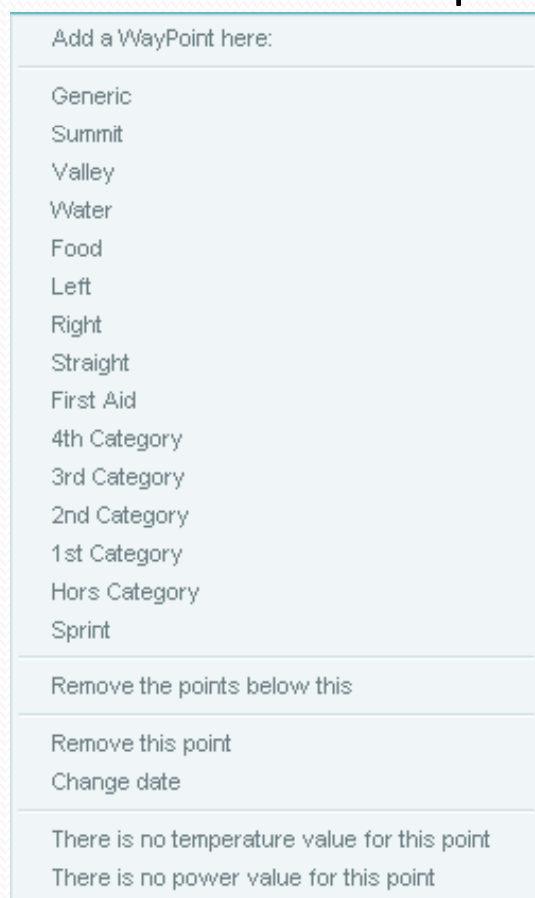 Add a WayPoint here:
Generic
Summit
Valley
Water
Food
Left
Right
Straight
First Aid
4th Category
3rd Category
2nd Category
1st Category
Hors Category
Sprint
Remove the points below this
Remove this point
Change date
There is no temperature value for this point
There is no power value for this point